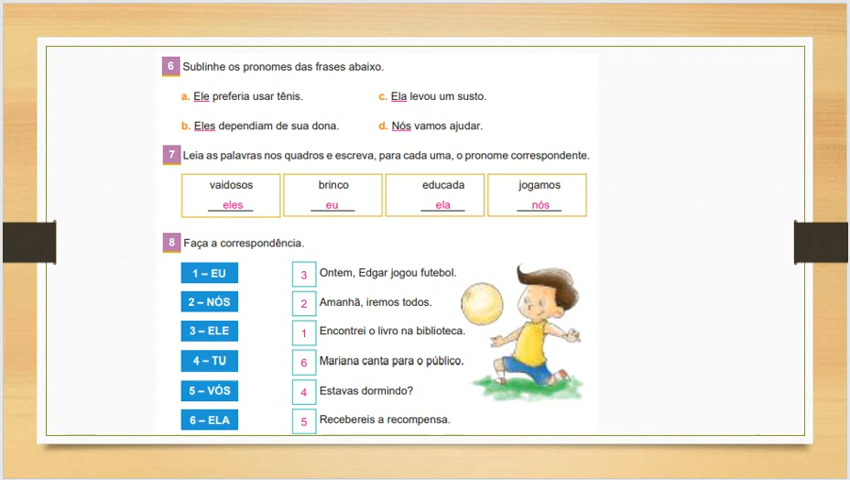 6 Sublinhe os pronomes das frases abaixo.
a. Ele preferia usar tênis. c. Ela levou um susto.
b. Eles dependiam de sua dona. d. Nós vamos ajudar.
7 Leia as palavras nos quadros e escreva, para cada uma, o pronome correspondente.
vaidosos brinco educada jogamos
eles eu ela nós
8 Faça a correspondência.
1 – EU 3 Ontem, Edgar jogou futebol.
2 – NÓS 2 Amanhã, iremos todos.
3 – ELE 1 Encontrei o livro na biblioteca.
4 – TU 6 Mariana canta para o público.
5 – VÓS 4 Estavas dormindo?
6 – ELA 5 Recebereis a recompensa.